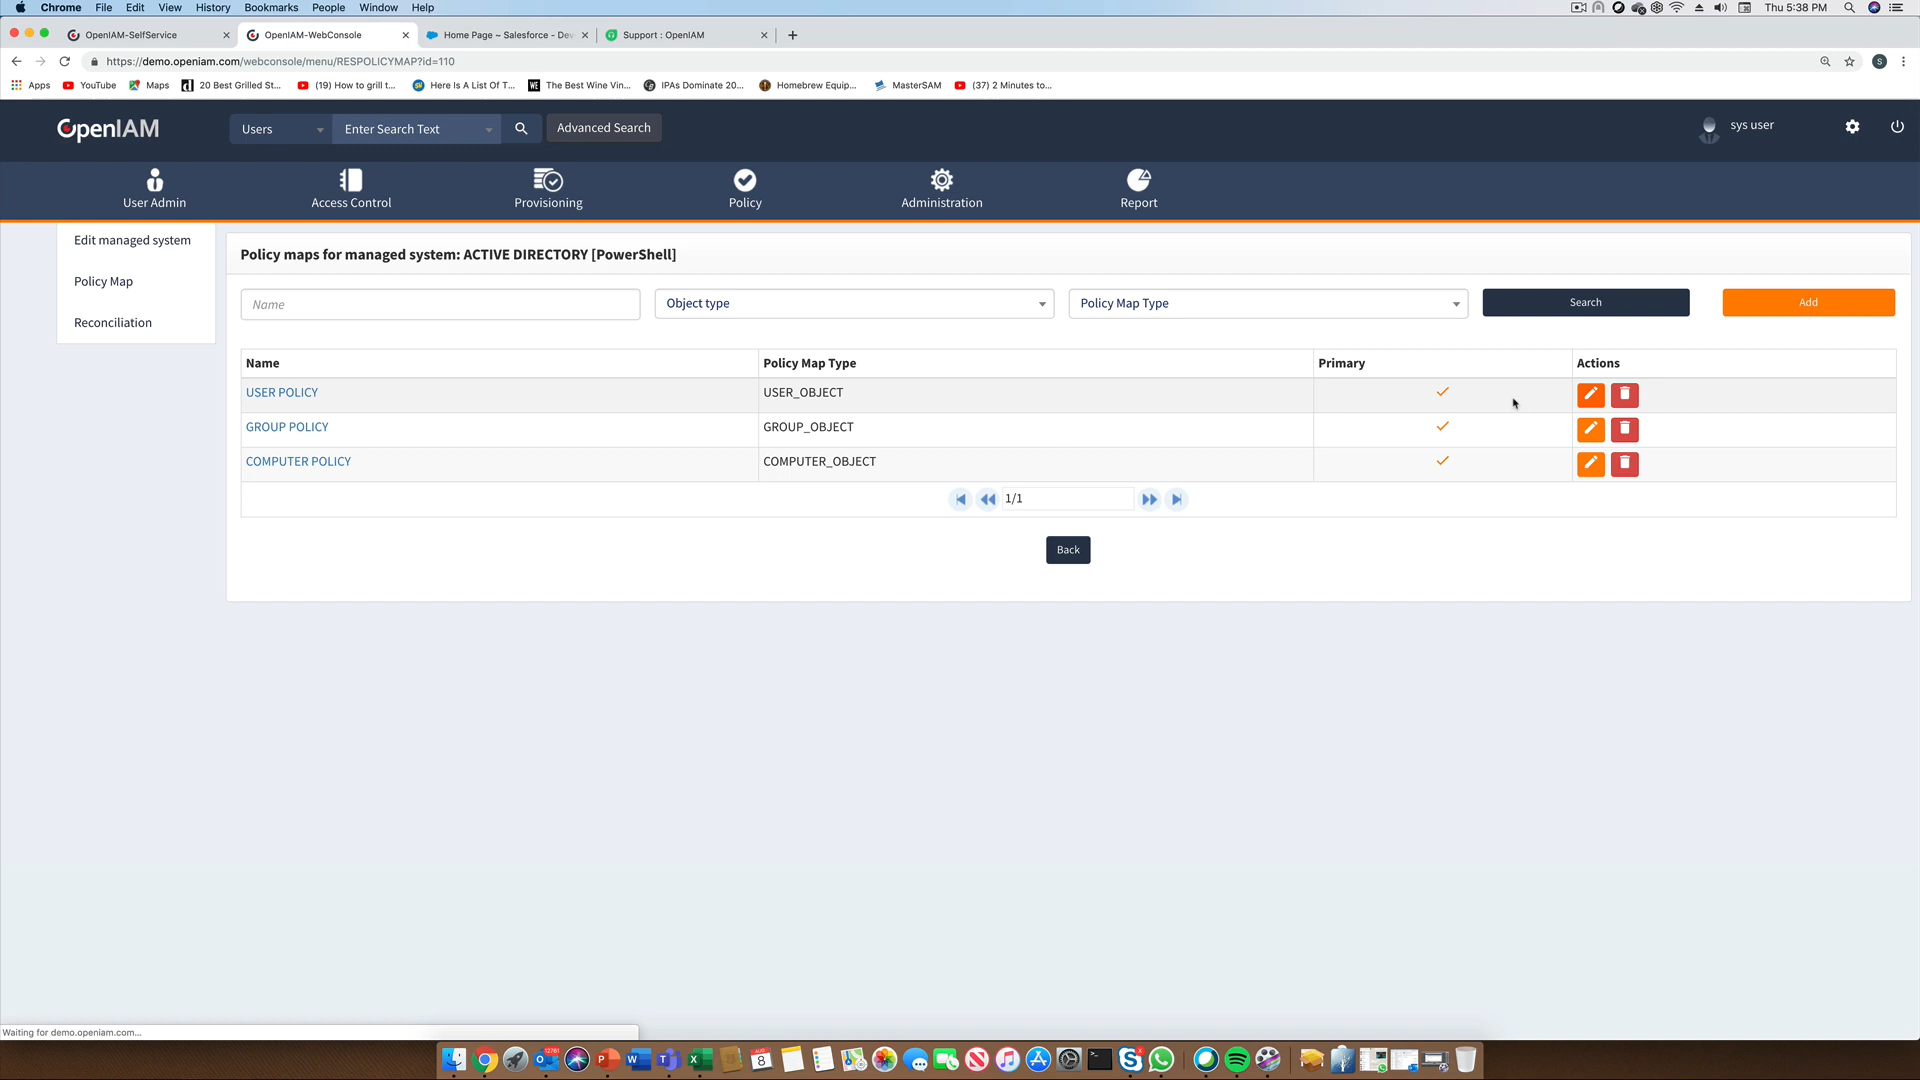 Chrome File Edit View History Bookmarks People Window Help Thu 5:38 PM
OpenIAM-SelfService OpenIAM-WebConsole Home Page ~ Salesforce - Dev Support : OpenIAM
https://demo.openiam.com/webconsole/menu/RESPOLICYMAP?id=110
Apps YouTube Maps 20 Best Grilled St... (19) How to grill t... Here Is A List Of T... The Best Wine Vin... IPAs Dominate 20... Homebrew Equip... MasterSAM (37) 2 Minutes to...
OpenIAM Users Enter Search Text Advanced Search sys user
User Admin Access Control Provisioning Policy Administration Report
Edit managed system
Policy Map
Reconciliation
Policy maps for managed system: ACTIVE DIRECTORY [PowerShell]
Name Object type Policy Map Type Search Add
Name Policy Map Type Primary Actions
USER POLICY USER_OBJECT
GROUP POLICY GROUP_OBJECT
COMPUTER POLICY COMPUTER_OBJECT
1/1
Back
Waiting for demo.openiam.com...